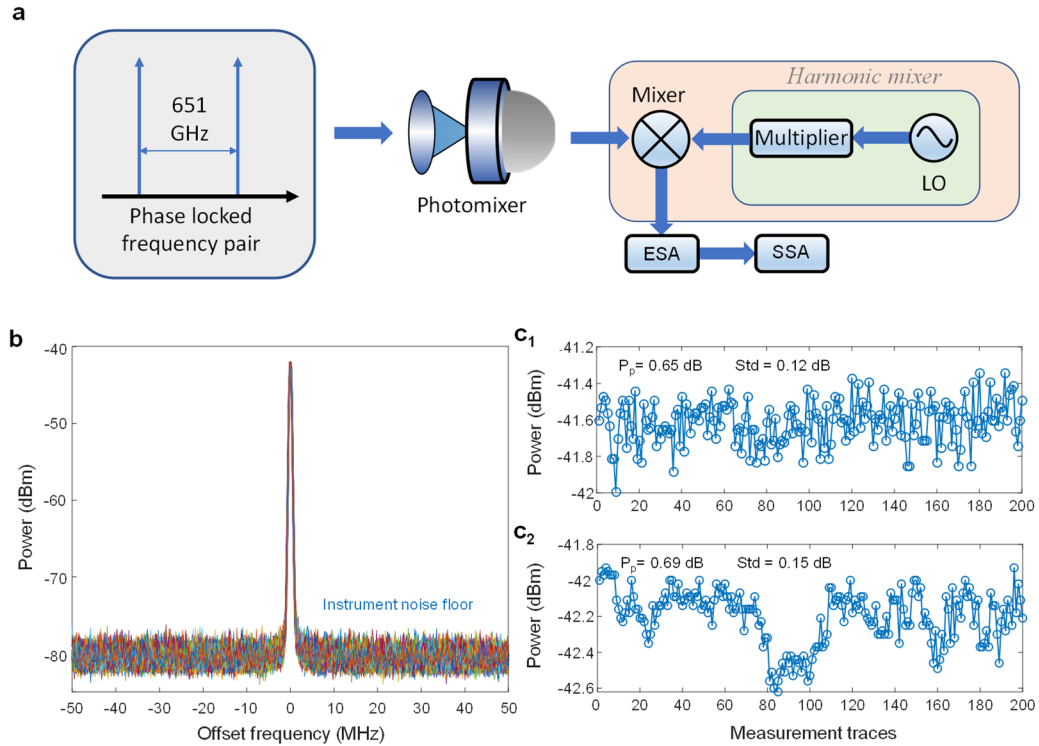 a
651
GHz
Phase locked
frequency pair
Photomixer
Harmonic mixer
Mixer
Multiplier
LO
ESA
SSA
b
-40
-50
-60
-70
-80
Power (dBm)
Instrument noise floor
-50 -40 -30 -20 -10 0 10 20 30 40 50
Offset frequency (MHz)
c1
-41.2
-41.4
-41.6
-41.8
-42
Power (dBm)
Pp= 0.65 dB Std = 0.12 dB
0 20 40 60 80 100 120 140 160 180 200
c2
-41.8
-42
-42.2
-42.4
-42.6
Power (dBm)
Pp= 0.69 dB Std = 0.15 dB
0 20 40 60 80 100 120 140 160 180 200
Measurement traces